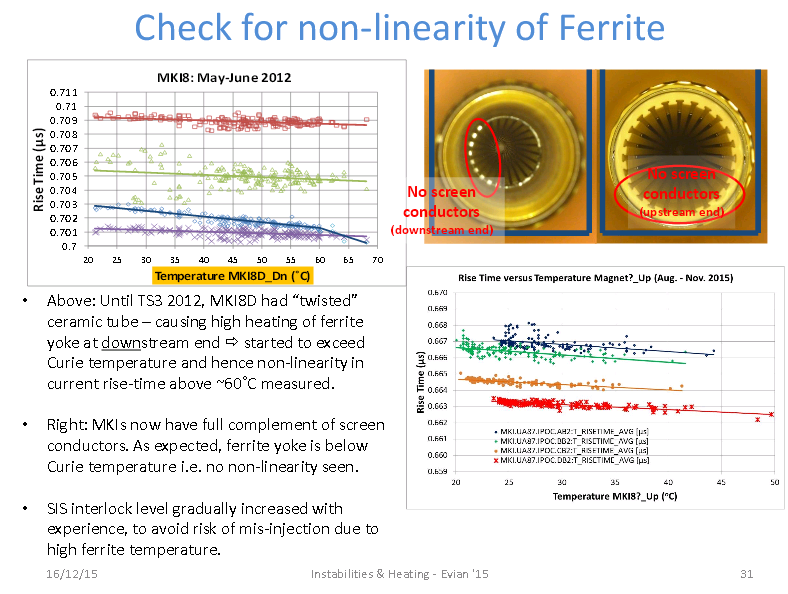 Check for non-linearity of Ferrite
MKI8: May-June 2012
0.711
0.71
0.709
0.708
0.707
0.706
0.705
0.704
0.703
0.702
0.701
0.7
Rise Time (µs)
20 25 30 35 40 45 50 55 60 65 70
Temperature MKI8D_Dn (˚C)
No screen
conductors
(downstream end)
No screen
conductors
(upstream end)
• Above: Until TS3 2012, MKI8D had “twisted”
ceramic tube – causing high heating of ferrite
yoke at downstream end ⇨ started to exceed
Curie temperature and hence non-linearity in
current rise-time above ~60˚C measured.
• Right: MKIs now have full complement of screen
conductors. As expected, ferrite yoke is below
Curie temperature i.e. no non-linearity seen.
• SIS interlock level gradually increased with
experience, to avoid risk of mis-injection due to
high ferrite temperature.
Rise Time versus Temperature Magnet?_Up (Aug. - Nov. 2015)
0.670
0.669
0.668
0.667
0.666
0.665
0.664
0.663
0.662
0.661
0.660
0.659
Rise Time (µs)
MKI.UA87.IPOC.AB2:T_RISETIME_AVG [µs]
MKI.UA87.IPOC.BB2:T_RISETIME_AVG [µs]
MKI.UA87.IPOC.CB2:T_RISETIME_AVG [µs]
MKI.UA87.IPOC.DB2:T_RISETIME_AVG [µs]
20 25 30 35 40 45 50
Temperature MKI8?_Up (°C)
16/12/15
Instabilities & Heating - Evian '15
31